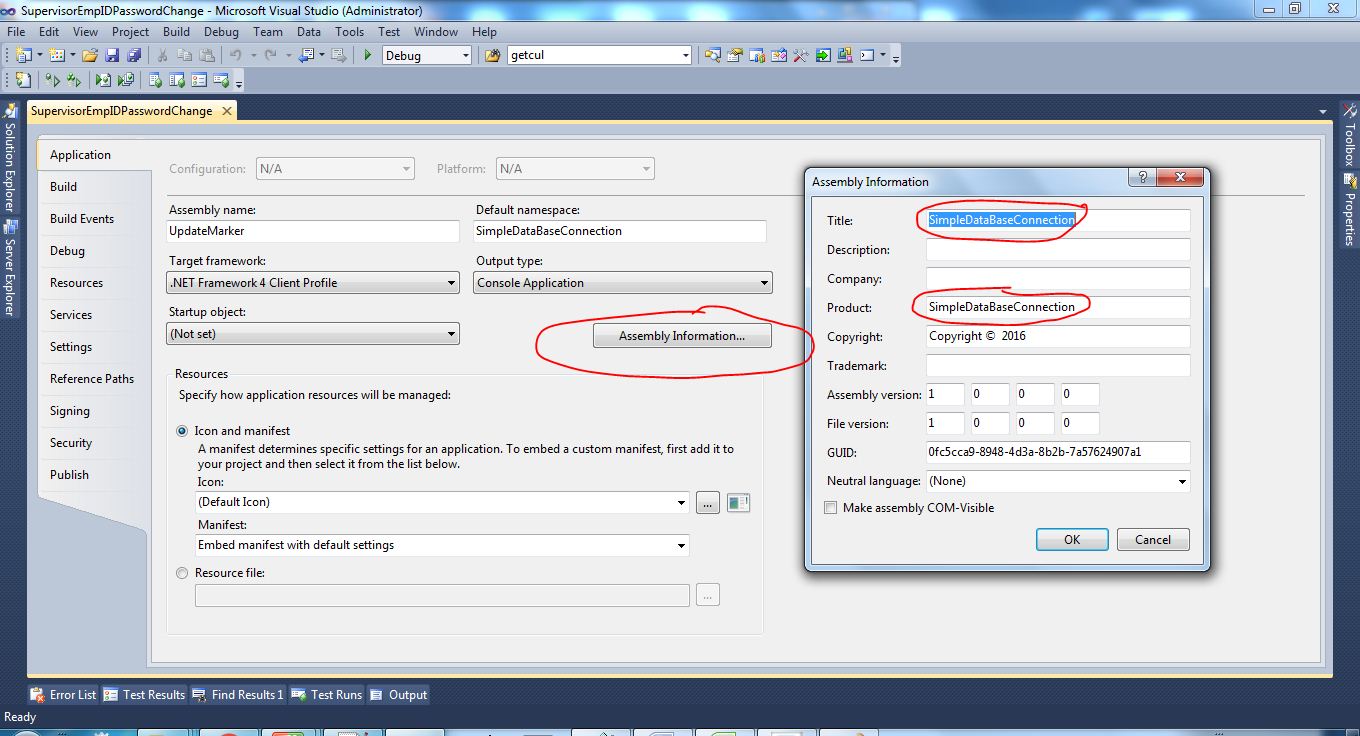 SupervisorEmpIDPasswordChange - Microsoft Visual Studio (Administrator)
File Edit View Project Build Debug Team Data Tools Test Window Help
Debug
getcul
SupervisorEmpIDPasswordChange
Solution Explorer
Server Explorer
Toolbox
Properties
Application
Build
Build Events
Debug
Resources
Services
Settings
Reference Paths
Signing
Security
Publish
Configuration: N/A Platform: N/A
Assembly name: Default namespace:
UpdateMarker SimpleDataBaseConnection
Target framework: Output type:
.NET Framework 4 Client Profile Console Application
Startup object:
(Not set) Assembly Information...
Resources
Specify how application resources will be managed:
Icon and manifest
A manifest determines specific settings for an application. To embed a custom manifest, first add it to
your project and then select it from the list below.
Icon:
(Default Icon) ...
Manifest:
Embed manifest with default settings
Resource file:
...
Assembly Information ?
Title: SimpleDataBaseConnection
Description:
Company:
Product: SimpleDataBaseConnection
Copyright: Copyright © 2016
Trademark:
Assembly version: 1 0 0 0
File version: 1 0 0 0
GUID: 0fc5cca9-8948-4d3a-8b2b-7a57624907a1
Neutral language: (None)
Make assembly COM-Visible
OK Cancel
Error List Test Results Find Results 1 Test Runs Output
Ready